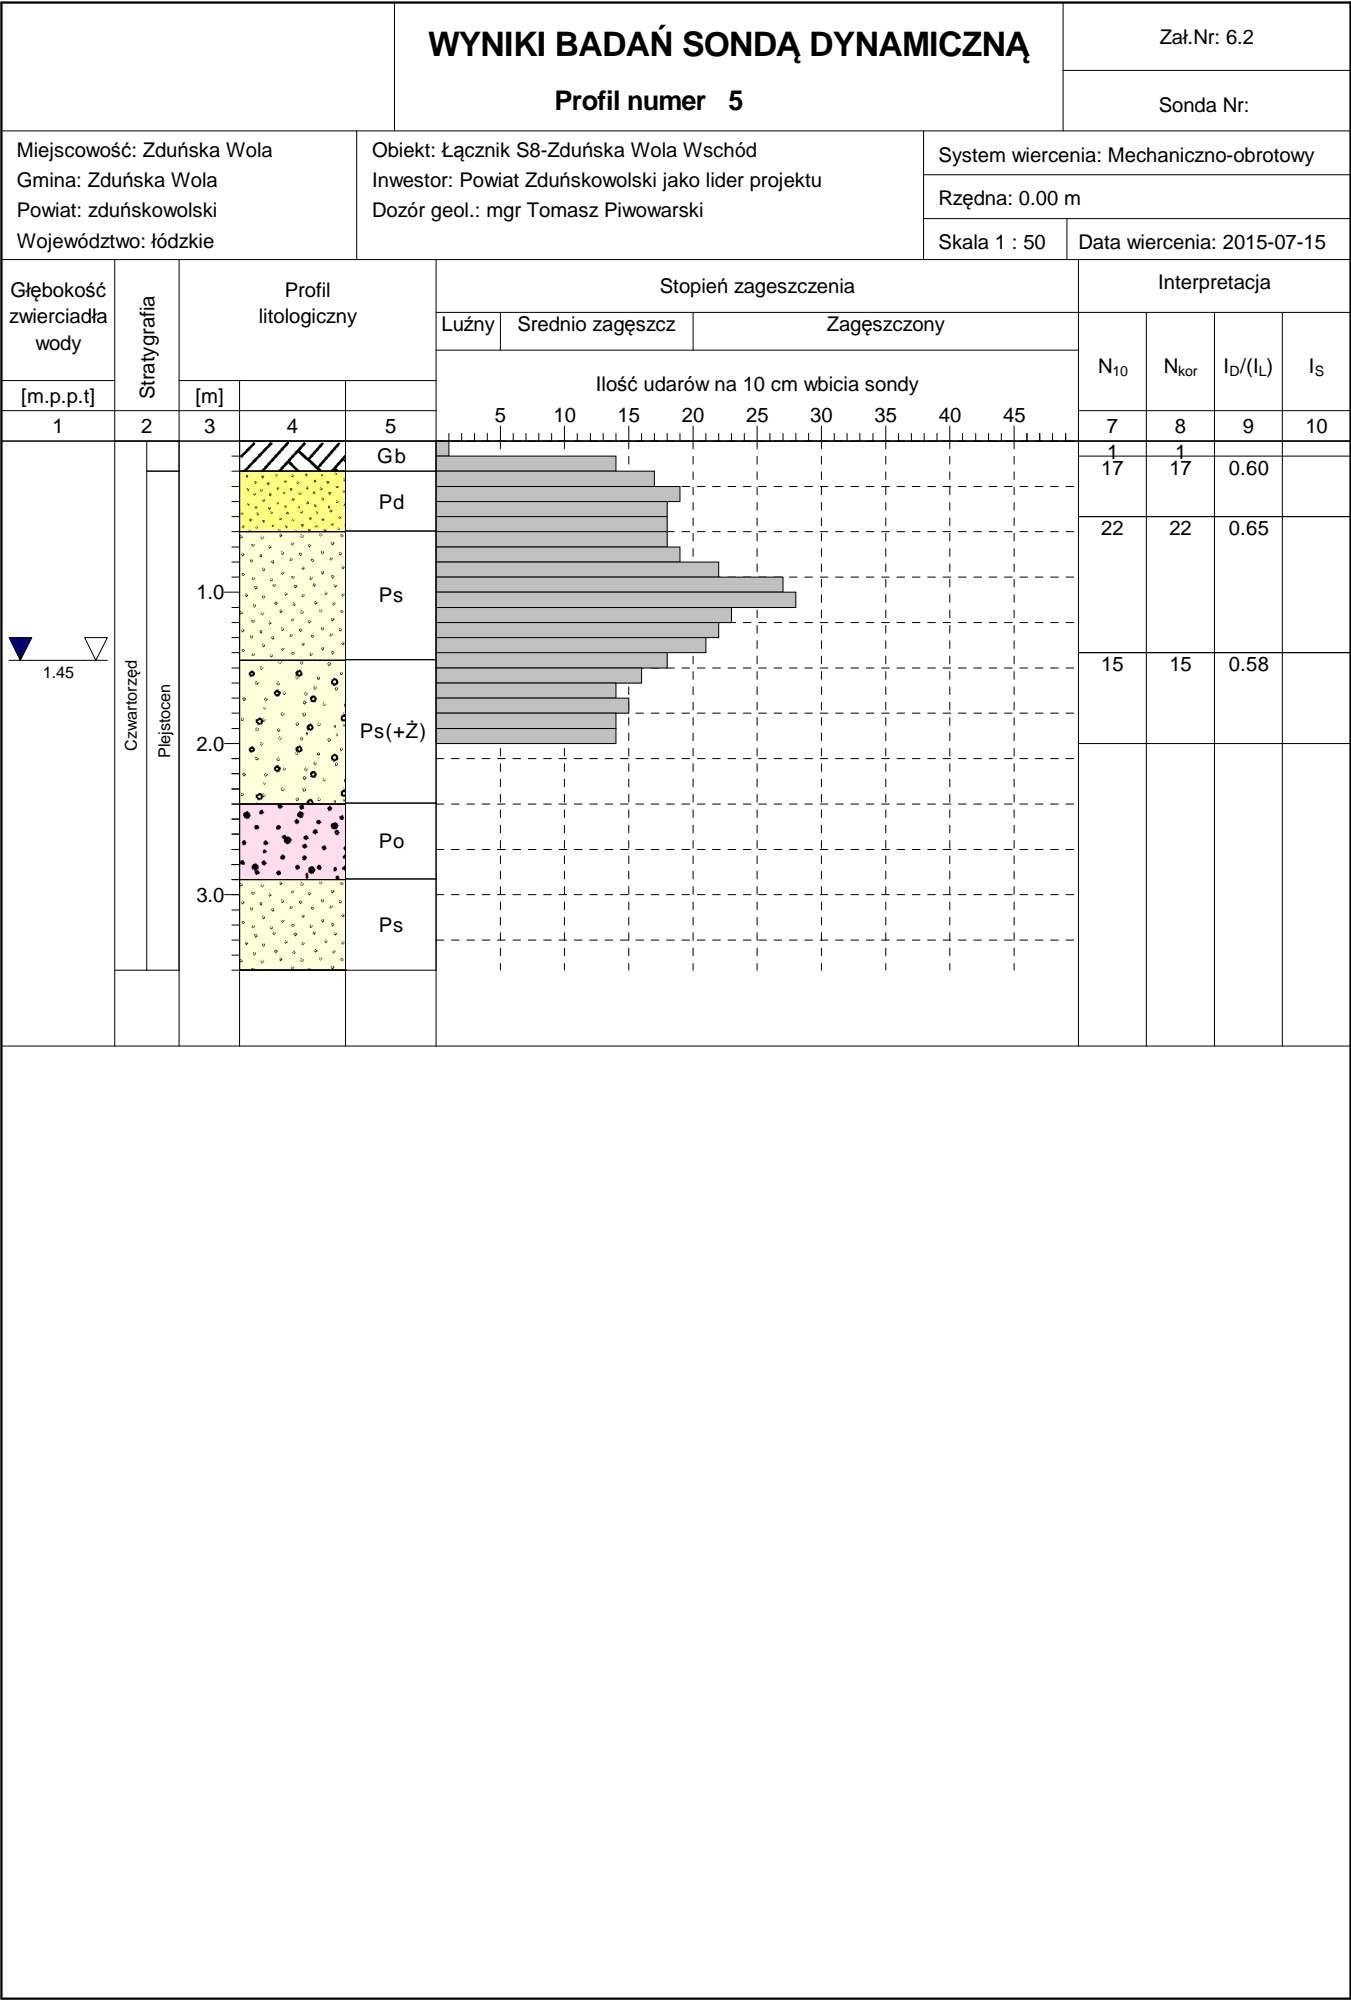 WYNIKI BADAŃ SONDĄ DYNAMICZNĄ
Profil numer 5
Zał.Nr: 6.2
Sonda Nr:
Miejscowość: Zduńska Wola
Gmina: Zduńska Wola
Powiat: zduńskowolski
Województwo: łódzkie
Obiekt: Łącznik S8-Zduńska Wola Wschód
Inwestor: Powiat Zduńskowolski jako lider projektu
Dozór geol.: mgr Tomasz Piwowarski
System wiercenia: Mechaniczno-obrotowy
Rzędna: 0.00 m
Skala 1 : 50
Data wiercenia: 2015-07-15
Głębokość
zwierciadła
wody
[m.p.p.t]
Stratygrafia
Profil
litologiczny
[m]
Stopień zageszczenia
Luźny
Srednio zagęszcz
Zagęszczony
Ilość udarów na 10 cm wbicia sondy
5 10 15 20 25 30 35 40 45
Interpretacja
N10 Nkor ID/(IL) IS
1 2 3 4 5 7 8 9 10
Gb
1 1
17 17 0.60
Pd
22 22 0.65
1.0
Ps
1.45
15 15 0.58
Czwartorzęd
Plejstocen
Ps(+Ż)
2.0
Po
3.0
Ps